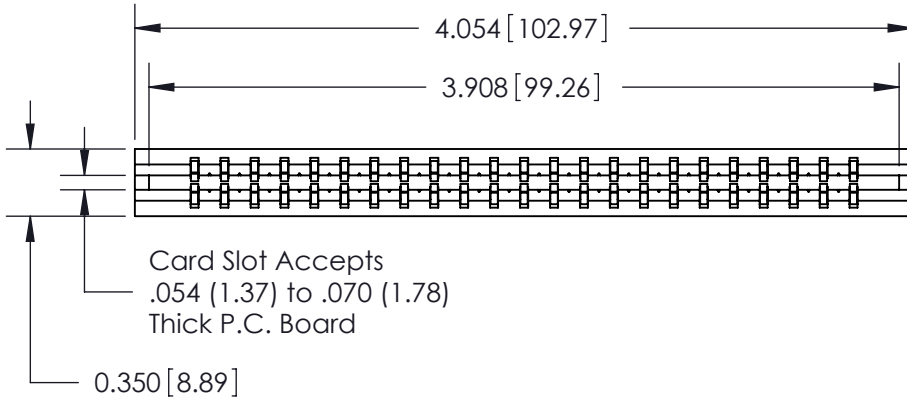 4.054 [102.97]
3.908 [99.26]
Card Slot Accepts
.054 (1.37) to .070 (1.78)
Thick P.C. Board
0.350 [8.89]